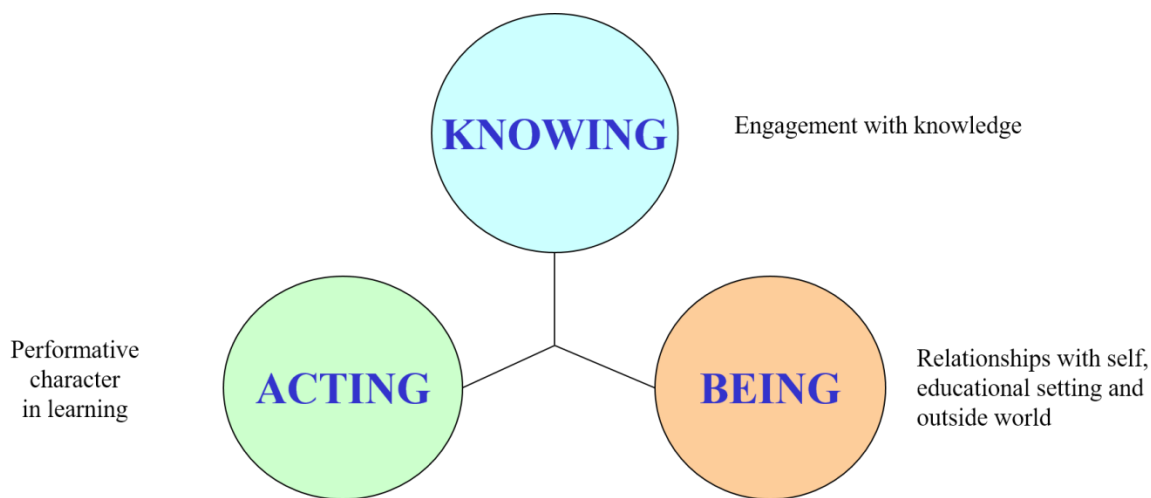 KNOWING
Engagement with knowledge
Performative
character
in learning
ACTING
BEING
Relationships with self,
educational setting and
outside world